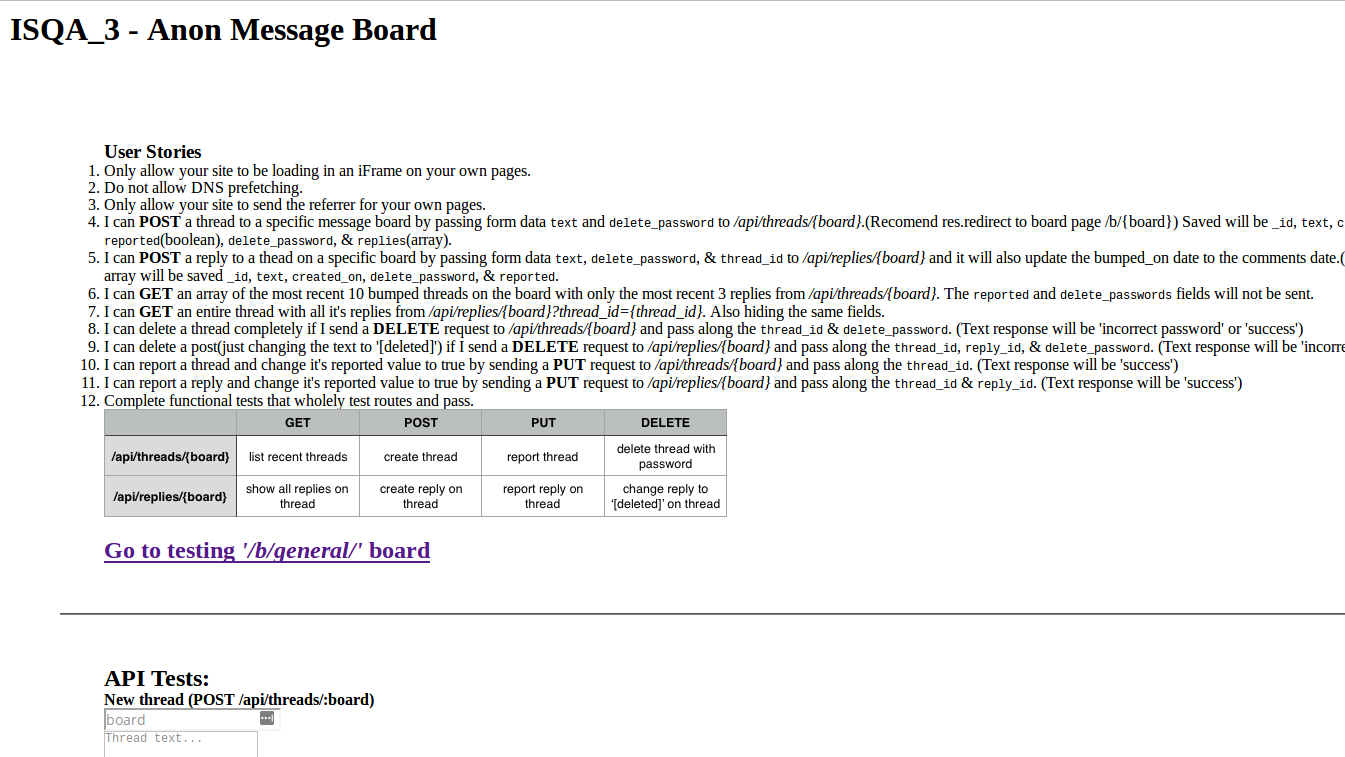 ISQA_3 - Anon Message Board
User Stories
1. Only allow your site to be loading in an iFrame on your own pages.
2. Do not allow DNS prefetching.
3. Only allow your site to send the referrer for your own pages.
4. I can POST a thread to a specific message board by passing form data text and delete_password to /api/threads/{board}.(Recomend res.redirect to board page /b/{board}) Saved will be _id, text, c
reported(boolean), delete_password, & replies(array).
5. I can POST a reply to a thead on a specific board by passing form data text, delete_password, & thread_id to /api/replies/{board} and it will also update the bumped_on date to the comments date.(
array will be saved _id, text, created_on, delete_password, & reported.
6. I can GET an array of the most recent 10 bumped threads on the board with only the most recent 3 replies from /api/threads/{board}. The reported and delete_passwords fields will not be sent.
7. I can GET an entire thread with all it's replies from /api/replies/{board}?thread_id={thread_id}. Also hiding the same fields.
8. I can delete a thread completely if I send a DELETE request to /api/threads/{board} and pass along the thread_id & delete_password. (Text response will be 'incorrect password' or 'success')
9. I can delete a post(just changing the text to '[deleted]') if I send a DELETE request to /api/replies/{board} and pass along the thread_id, reply_id, & delete_password. (Text response will be 'incorre
10. I can report a thread and change it's reported value to true by sending a PUT request to /api/threads/{board} and pass along the thread_id. (Text response will be 'success')
11. I can report a reply and change it's reported value to true by sending a PUT request to /api/replies/{board} and pass along the thread_id & reply_id. (Text response will be 'success')
12. Complete functional tests that wholely test routes and pass.
GET POST PUT DELETE
/api/threads/{board} list recent threads create thread report thread delete thread with
password
/api/replies/{board} show all replies on
thread create reply on
thread report reply on
thread change reply to
‘[deleted]’ on thread
Go to testing '/b/general/' board
API Tests:
New thread (POST /api/threads/:board)
board
Thread text...